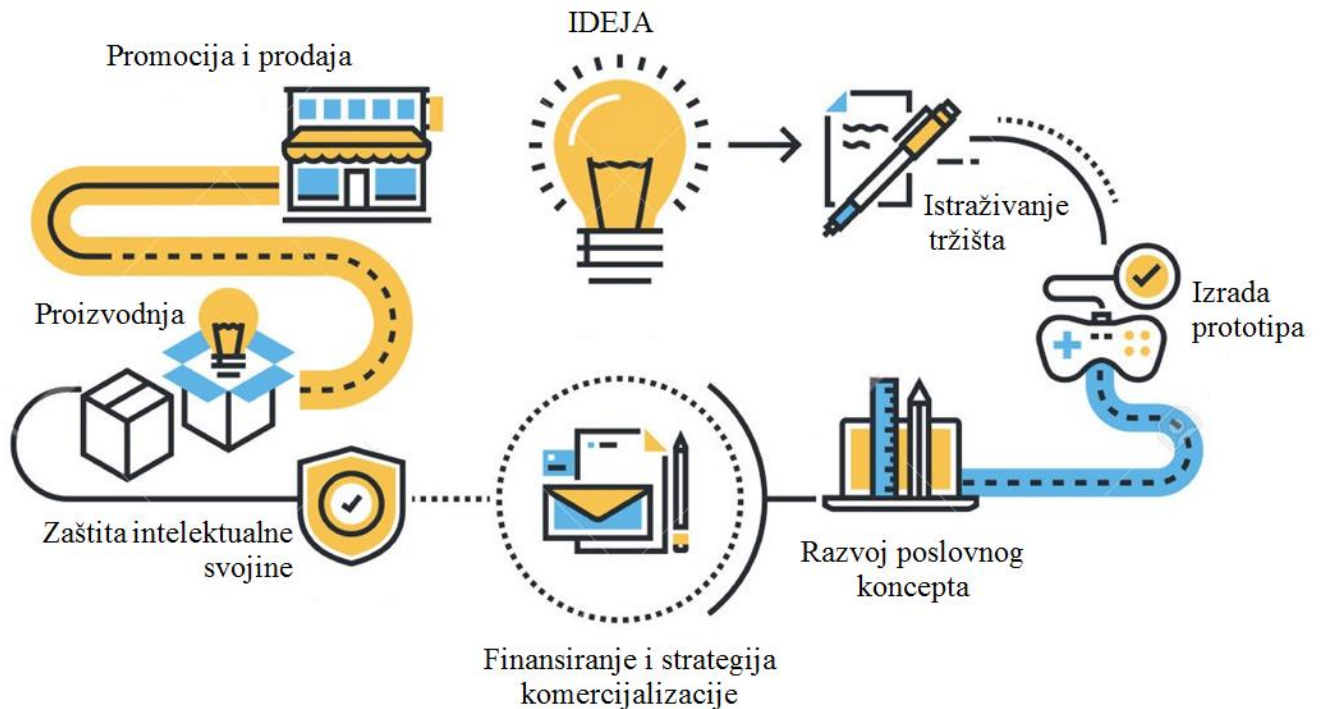 IDEJA
Promocija i prodaja
Istraživanje
tržišta
Izrada
prototipa
Proizvodnja
Zaštita intelektualne
svojine
Razvoj poslovnog
koncepta
Finansiranje i strategija
komercijalizacije